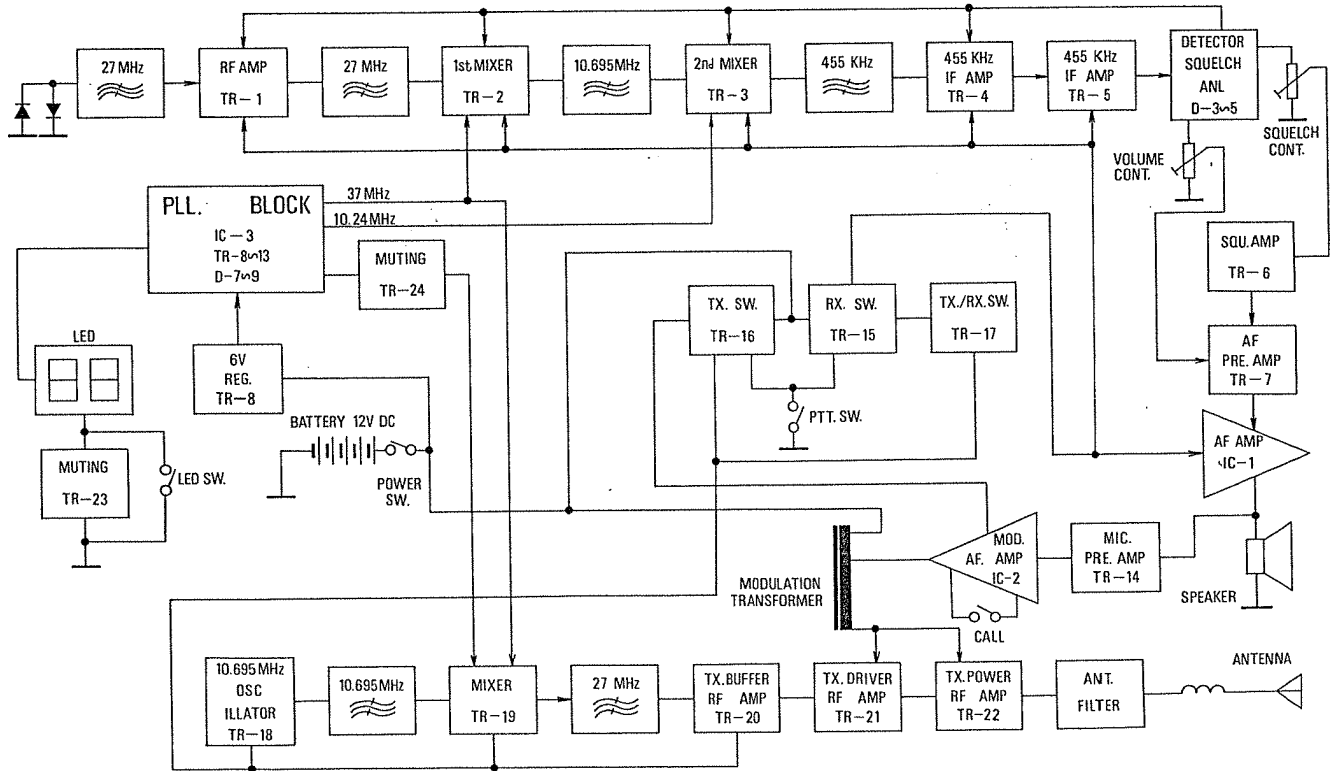 27 MHz
RF AMP
TR-1
27 MHz
1st MIXER
TR-2
10.695MHz
2nd MIXER
TR-3
455 KHz
455 KHz
IF AMP
TR-4
455 KHz
IF AMP
TR-5
DETECTOR
SQUELCH
ANL
D-3∽5
SQUELCH
CONT.
VOLUME
CONT.
PLL. BLOCK
IC-3
TR-8∽13
D-7∽9
37 MHz
10.24MHz
MUTING
TR-24
TX. SW.
TR-16
RX. SW.
TR-15
TX./RX.SW.
TR-17
SQU.AMP
TR-6
AF
PRE. AMP
TR-7
LED
6V
REG.
TR-8
PTT. SW.
BATTERY 12V DC
POWER
SW.
AF AMP
IC-1
MUTING
TR-23
LED SW.
MODULATION
TRANSFORMER
MOD.
AF. AMP
IC-2
CALL
MIC.
PRE. AMP
TR-14
SPEAKER
10.695MHz
OSC
ILLATOR
TR-18
10.695MHz
MIXER
TR-19
27 MHz
TX.BUFFER
RF AMP
TR-20
TX.DRIVER
RF AMP
TR-21
TX.POWER
RF AMP
TR-22
ANT.
FILTER
ANTENNA